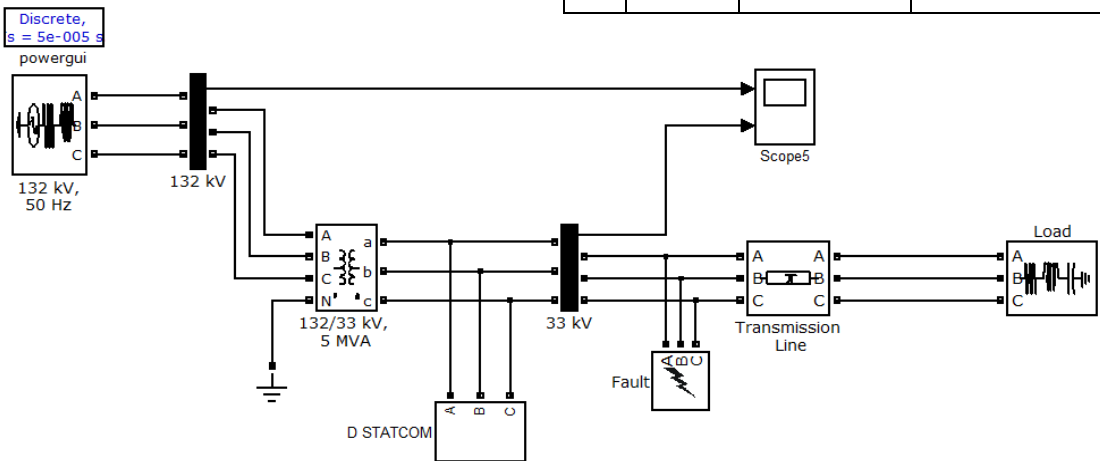 Discrete,
s = 5e-005 s
powergui
A
B
C
132 kV,
50 Hz
132 kV
Scope5
A
B
C
N
a
b
c
132/33 kV,
5 MVA
33 kV
A
B
C
A
B
C
Transmission
Line
Load
A
B
C
Fault
A
B
C
D STATCOM
A
B
C